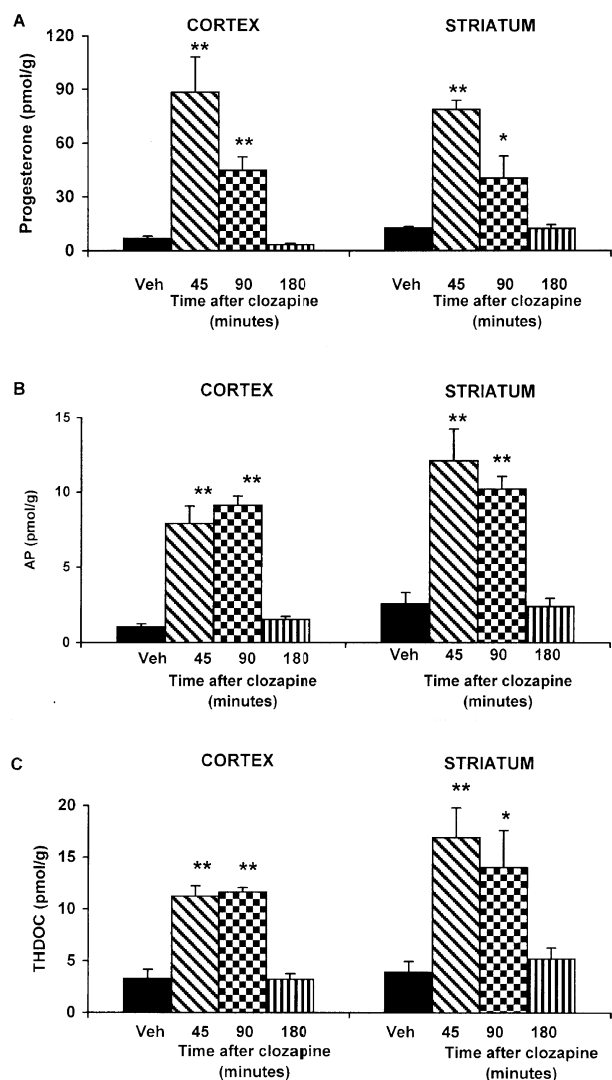 A
CORTEX STRIATUM
Progesterone (pmol/g)
120
90
60
30
0
** ** ** *
Veh 45 90 180 Veh 45 90 180
Time after clozapine Time after clozapine
(minutes) (minutes)
B
CORTEX STRIATUM
AP (pmol/g)
15
10
5
0
** ** ** **
Veh 45 90 180 Veh 45 90 180
Time after clozapine Time after clozapine
(minutes) (minutes)
C
CORTEX STRIATUM
THDOC (pmol/g)
20
15
10
5
0
** ** ** *
Veh 45 90 180 Veh 45 90 180
Time after clozapine Time after clozapine
(minutes) (minutes)